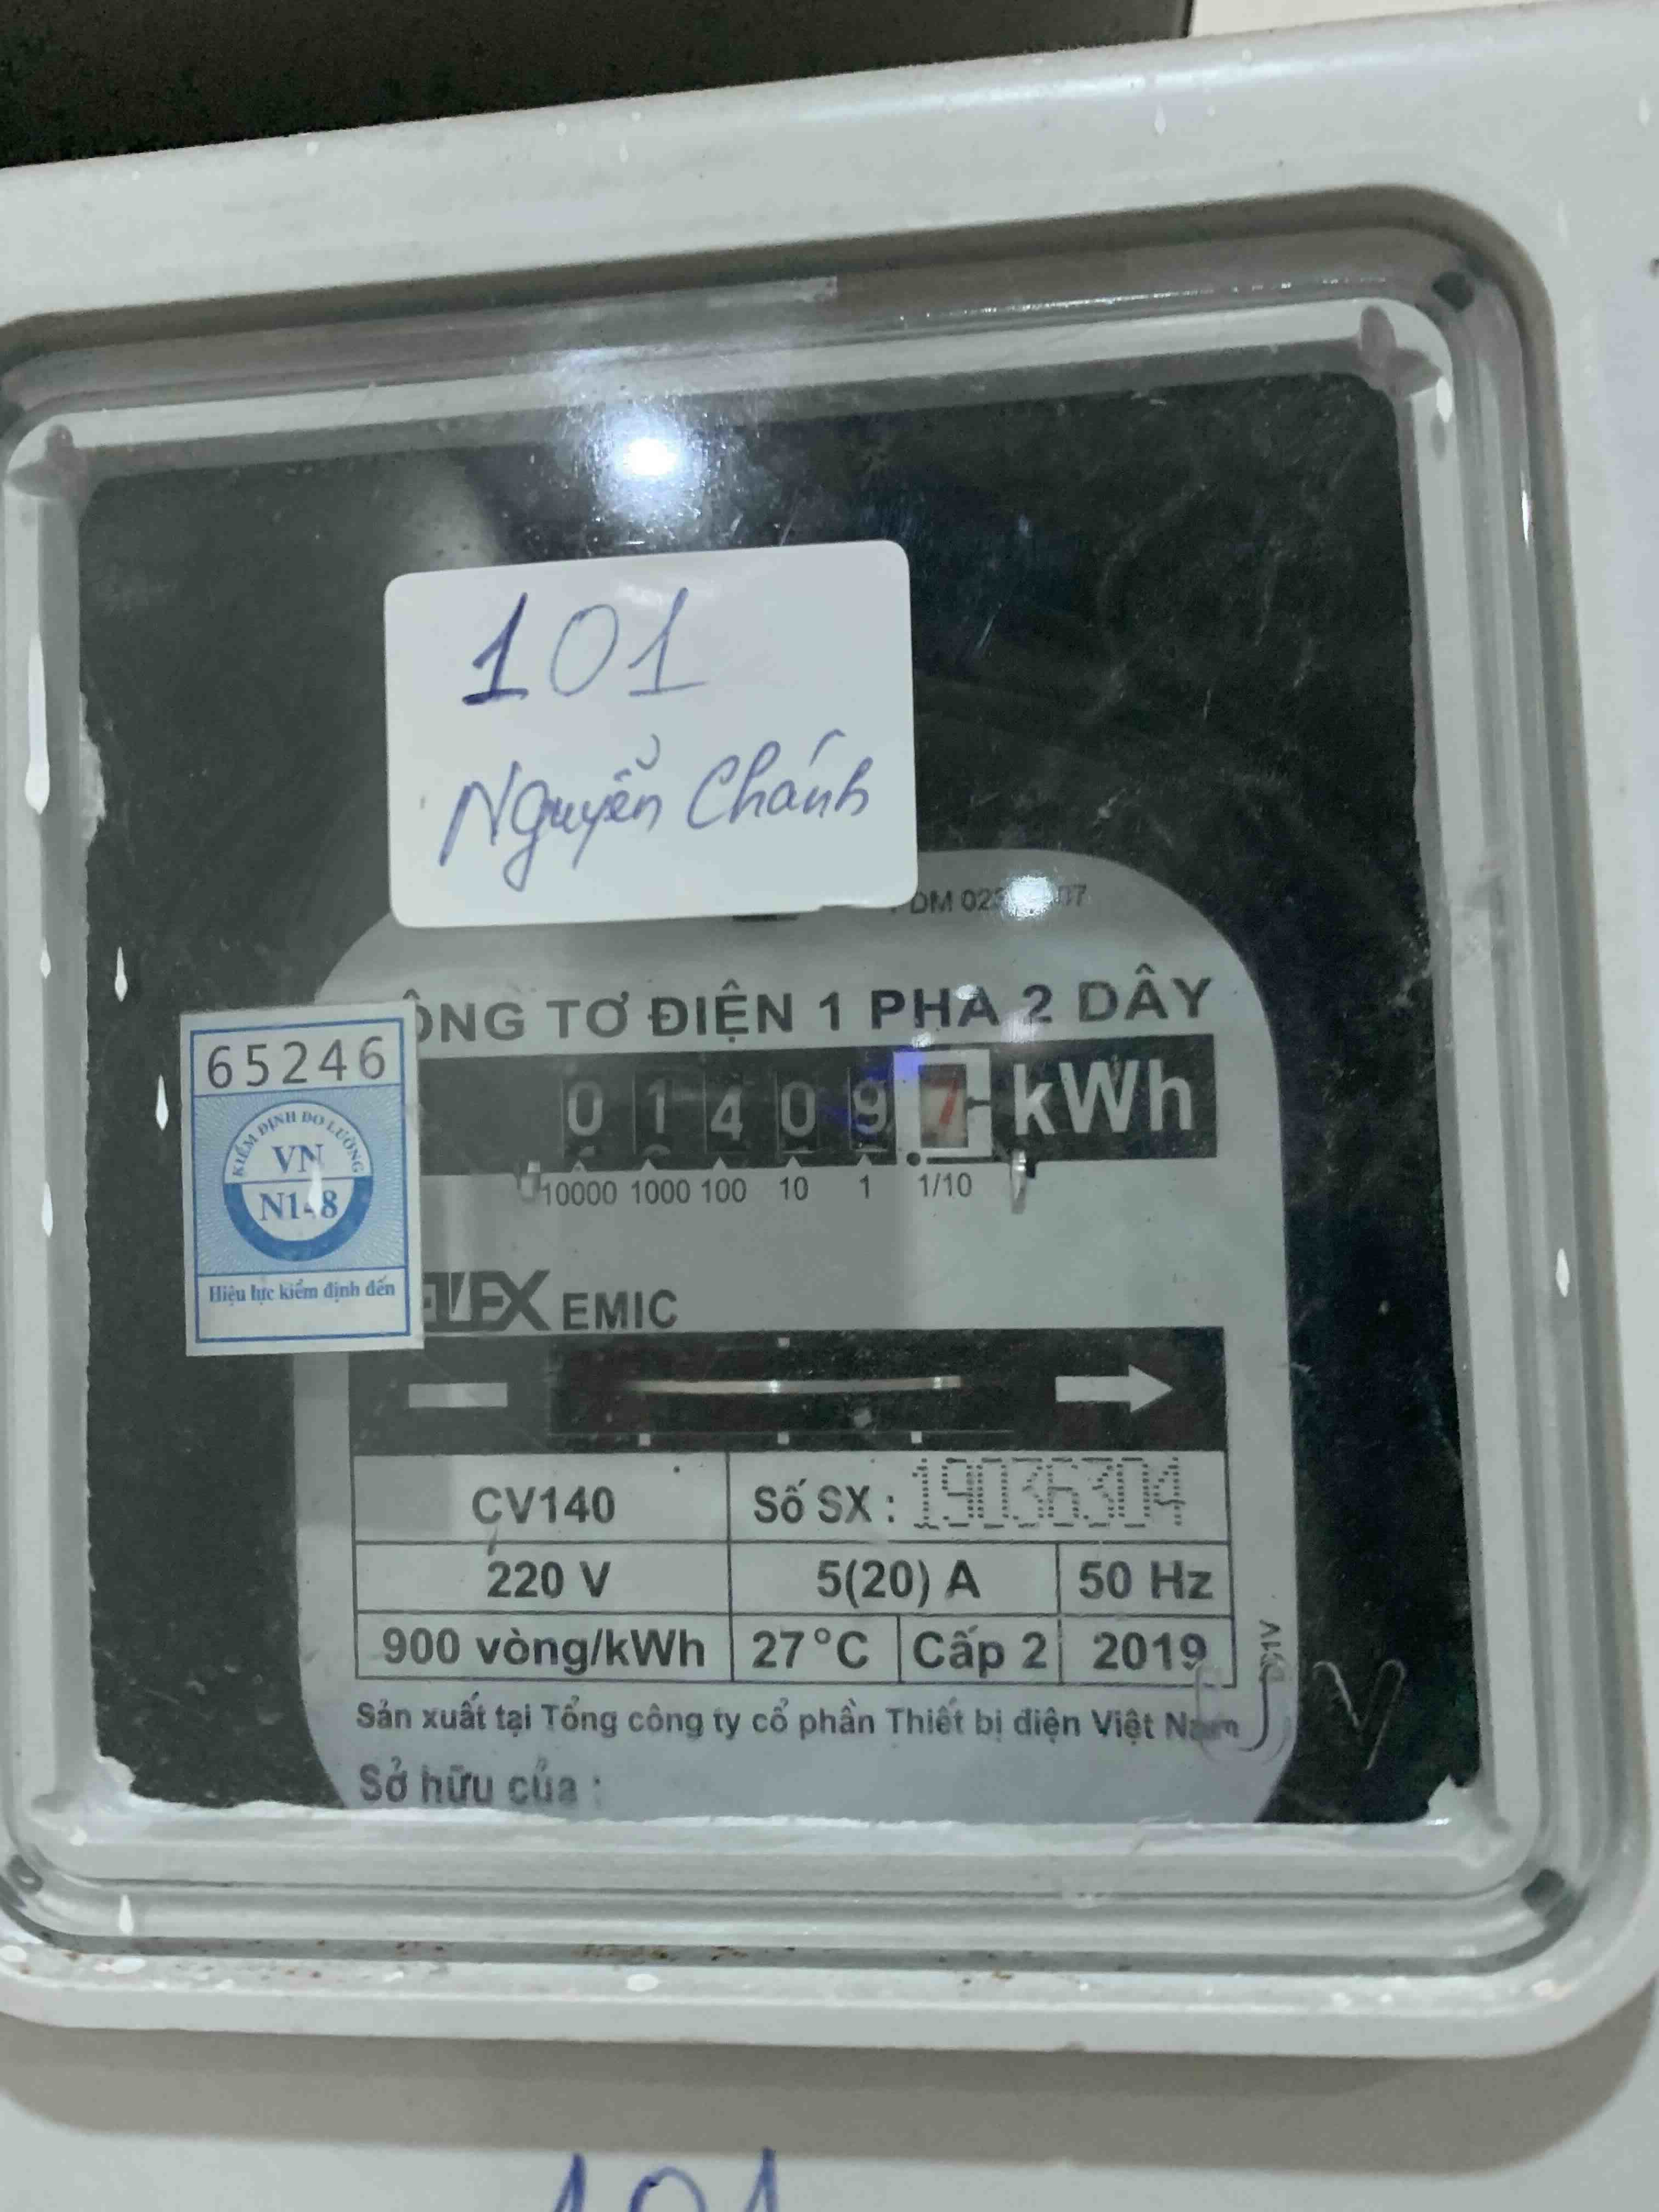 101
Nguyễn Chánh
ÔNG TƠ ĐIỆN 1 PHA 2 DÂY
65246
KIỂM ĐỊNH ĐO LƯỜNG
VN
Hiệu lực kiểm định đến
0 1 4 0 9 7 kWh
10000 1000 100 10 1 1/10
EMIC
CV140 Số SX : 19036304
220 V 5(20) A 50 Hz
900 vòng/kWh 27°C Cấp 2 2019
Sản xuất tại Tổng công ty cổ phần Thiết bị điện Việt Nam
Sở hữu của :
101